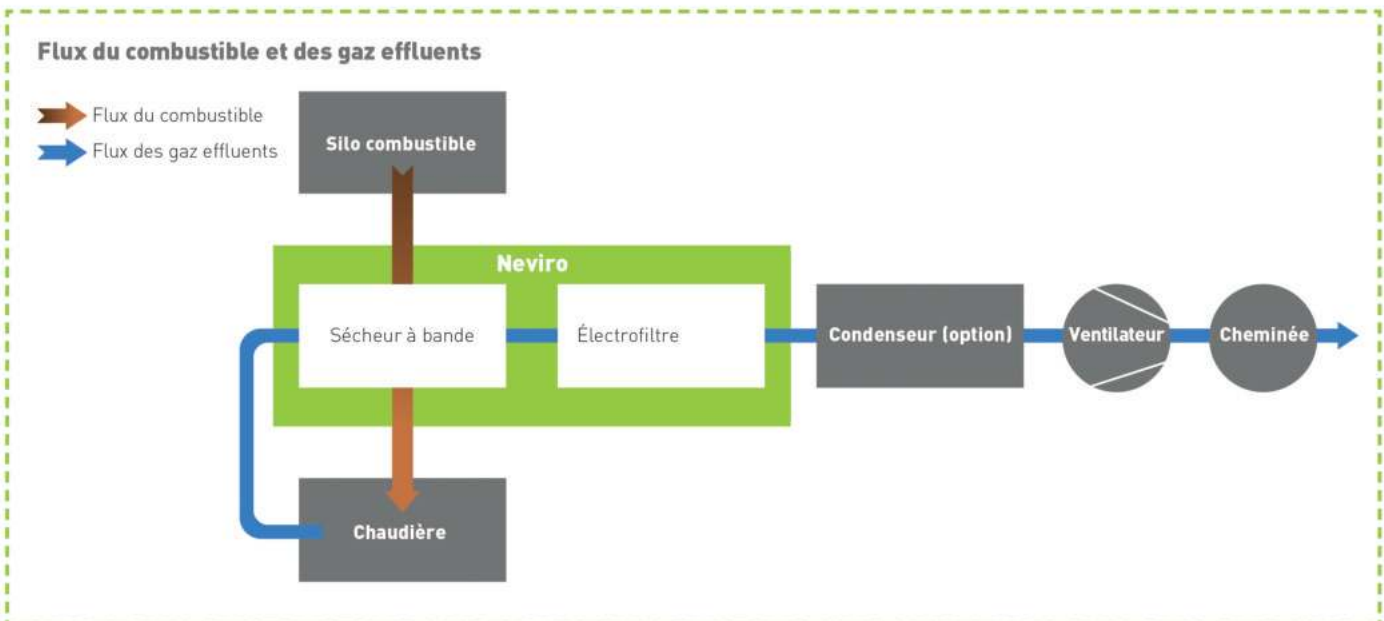 Flux du combustible et des gaz effluents
Flux du combustible
Flux des gaz effluents
Silo combustible
Neviro
Sécheur à bande
Électrofiltre
Condenseur (option)
Ventilateur
Cheminée
Chaudière